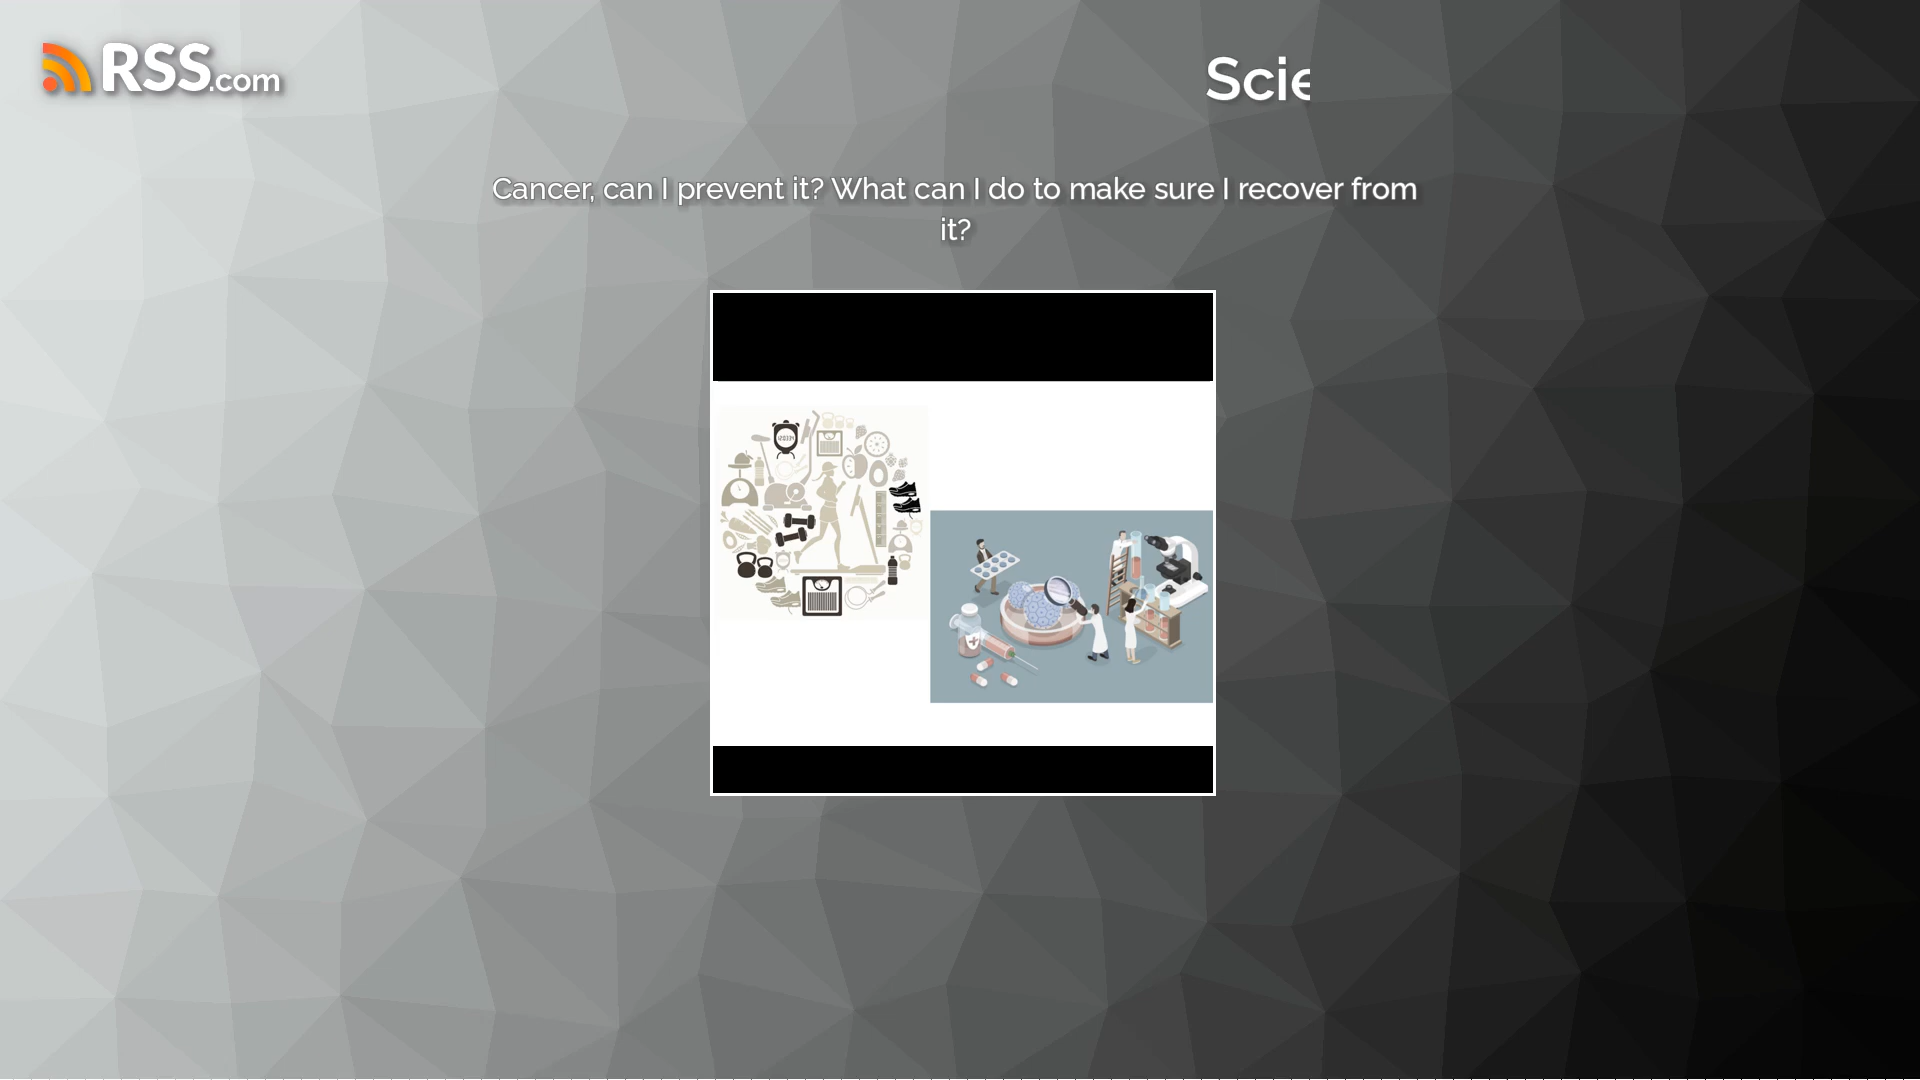 RSS.com
Scie
Cancer, can I prevent it? What can I do to make sure I recover from
it?